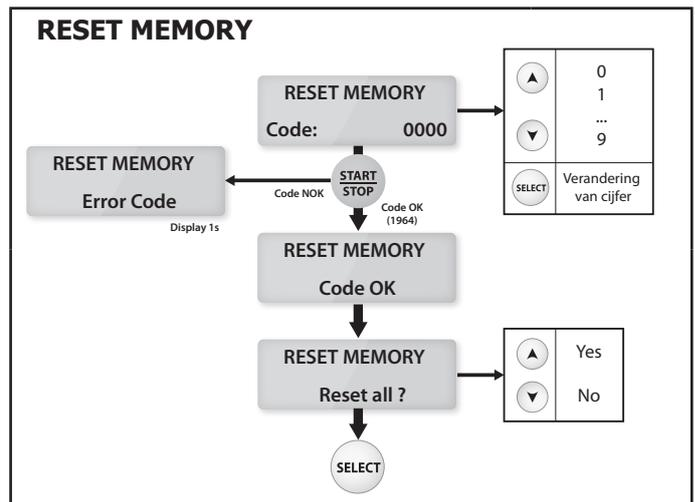 RESET MEMORY
RESET MEMORY
Code: 0000
0
1
...
9
SELECT
Verandering
van cijfer
START
STOP
Code NOK
RESET MEMORY
Error Code
Display 1s
Code OK
(1964)
RESET MEMORY
Code OK
RESET MEMORY
Reset all ?
Yes
No
SELECT